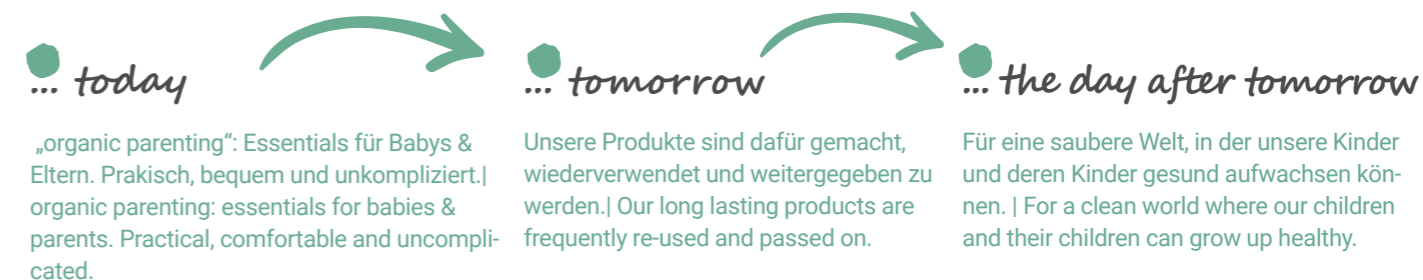 ... today
„organic parenting“: Essentials für Babys &
Eltern. Prakisch, bequem und unkompliziert.|
organic parenting: essentials for babies &
parents. Practical, comfortable and uncompli-
cated.
... tomorrow
Unsere Produkte sind dafür gemacht,
wiederverwendet und weitergegeben zu
werden.| Our long lasting products are
frequently re-used and passed on.
... the day after tomorrow
Für eine saubere Welt, in der unsere Kinder
und deren Kinder gesund aufwachsen kön-
nen. | For a clean world where our children
and their children can grow up healthy.